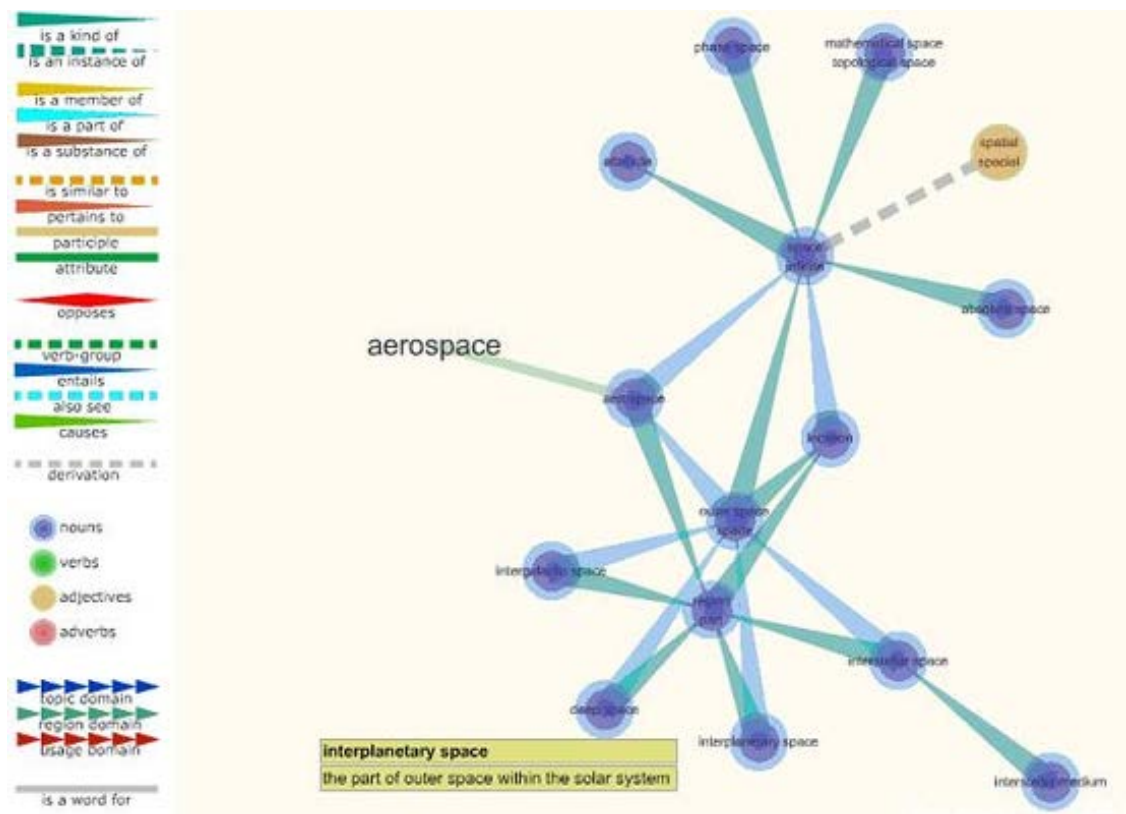 is a kind of
is an instance of
is a member of
is a part of
is a substance of
is similar to
pertains to
participle
attribute
opposes
verb-group
entails
also see
causes
derivation
nouns
verbs
adjectives
adverbs
topic domain
region domain
usage domain
is a word for
phase space
mathematical space
topological space
attribute
spatial
spacial
space
infinite
absolute space
aerospace
aerospace
location
outer space
space
intergalactic space
region
part
interstellar space
deep space
interplanetary space
interstellar medium
interplanetary space
the part of outer space within the solar system